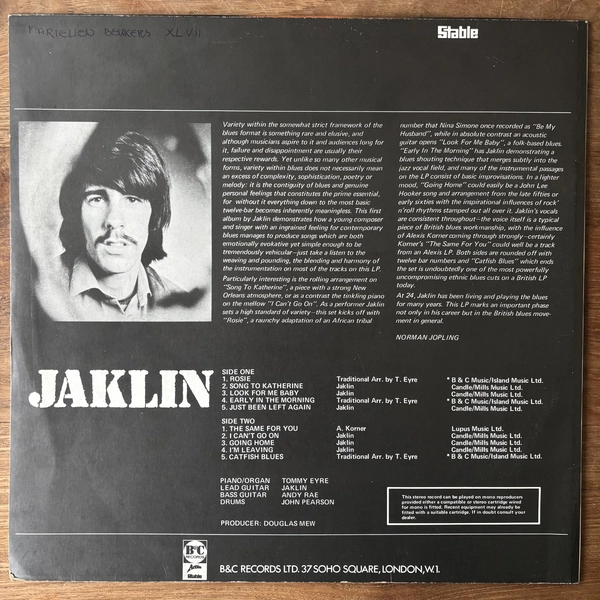 MARIELIEN BEUKERS XLVII
Stable
Variety within the somewhat strict framework of the
blues format is something rare and elusive, and
although musicians aspire to it and audiences long for
it, failure and disappointment are usually their
respective rewards. Yet unlike so many other musical
forms, variety within blues does not necessarily mean
an excess of complexity, sophistication, poetry or
melody: it is the contiguity of blues and genuine
personal feelings that constitutes the prime essential,
for without it everything down to the most basic
twelve-bar becomes inherently meaningless. This first
album by Jaklin demonstrates how a young composer
and singer with an ingrained feeling for contemporary
blues manages to produce songs which are both
emotionally evokative yet simple enough to be
tremendously vehicular—just take a listen to the
weaving and pounding, the blending and harmony of
the instrumentation on most of the tracks on this LP.
Particularly interesting is the rolling arrangement on
"Song To Katherine", a piece with a strong New
Orleans atmosphere, or as a contrast the tinkling piano
on the mellow "I Can't Go On". As a performer Jaklin
sets a high standard of variety—this set kicks off with
"Rosie", a raunchy adaptation of an African tribal
number that Nina Simone once recorded as "Be My
Husband", while in absolute contrast an acoustic
guitar opens "Look For Me Baby", a folk-based blues.
"Early In The Morning" has Jaklin demonstrating a
blues shouting technique that merges subtly into the
jazz vocal field, and many of the instrumental passages
on the LP consist of basic improvisations. In a lighter
mood, "Going Home" could easily be a John Lee
Hooker song and arrangement from the late fifties or
early sixties with the inspirational influences of rock'
n'roll rhythms stamped out all over it. Jaklin's vocals
are consistent throughout—the voice itself is a typical
piece of British blues workmanship, with the influence
of Alexis Korner coming through strongly—certainly
Korner's "The Same For You" could well be a track
from an Alexis LP. Both sides are rounded off with
twelve bar numbers and "Catfish Blues" which ends
the set is undoubtedly one of the most powerfully
uncompromising ethnic blues cuts on a British LP
today.
At 24, Jaklin has been living and playing the blues
for many years. This LP marks an important phase
not only in his career but in the British blues move-
ment in general.
NORMAN JOPLING
JAKLIN
SIDE ONE
1. ROSIE Traditional Arr. by T. Eyre * B & C Music/Island Music Ltd.
2. SONG TO KATHERINE Jaklin Candle/Mills Music Ltd.
3. LOOK FOR ME BABY Jaklin Candle/Mills Music Ltd.
4. EARLY IN THE MORNING Traditional Arr. by T. Eyre * B & C Music/Island Music Ltd.
5. JUST BEEN LEFT AGAIN Jaklin Candle/Mills Music Ltd.
SIDE TWO
1. THE SAME FOR YOU A. Korner Lupus Music Ltd.
2. I CAN'T GO ON Jaklin Candle/Mills Music Ltd.
3. GOING HOME Jaklin Candle/Mills Music Ltd.
4. I'M LEAVING Jaklin Candle/Mills Music Ltd.
5. CATFISH BLUES Traditional Arr. by T. Eyre * B & C Music/Island Music Ltd.
PIANO/ORGAN TOMMY EYRE
LEAD GUITAR JAKLIN
BASS GUITAR ANDY RAE
DRUMS JOHN PEARSON
PRODUCER: DOUGLAS MEW
This stereo record can be played on mono reproducers
provided either a compatible or stereo cartridge wired
for mono is fitted. Recent equipment may already be
fitted with a suitable cartridge. If in doubt consult your
dealer.
B&C
RECORDS
Stable
B&C RECORDS LTD. 37 SOHO SQUARE, LONDON, W.1.